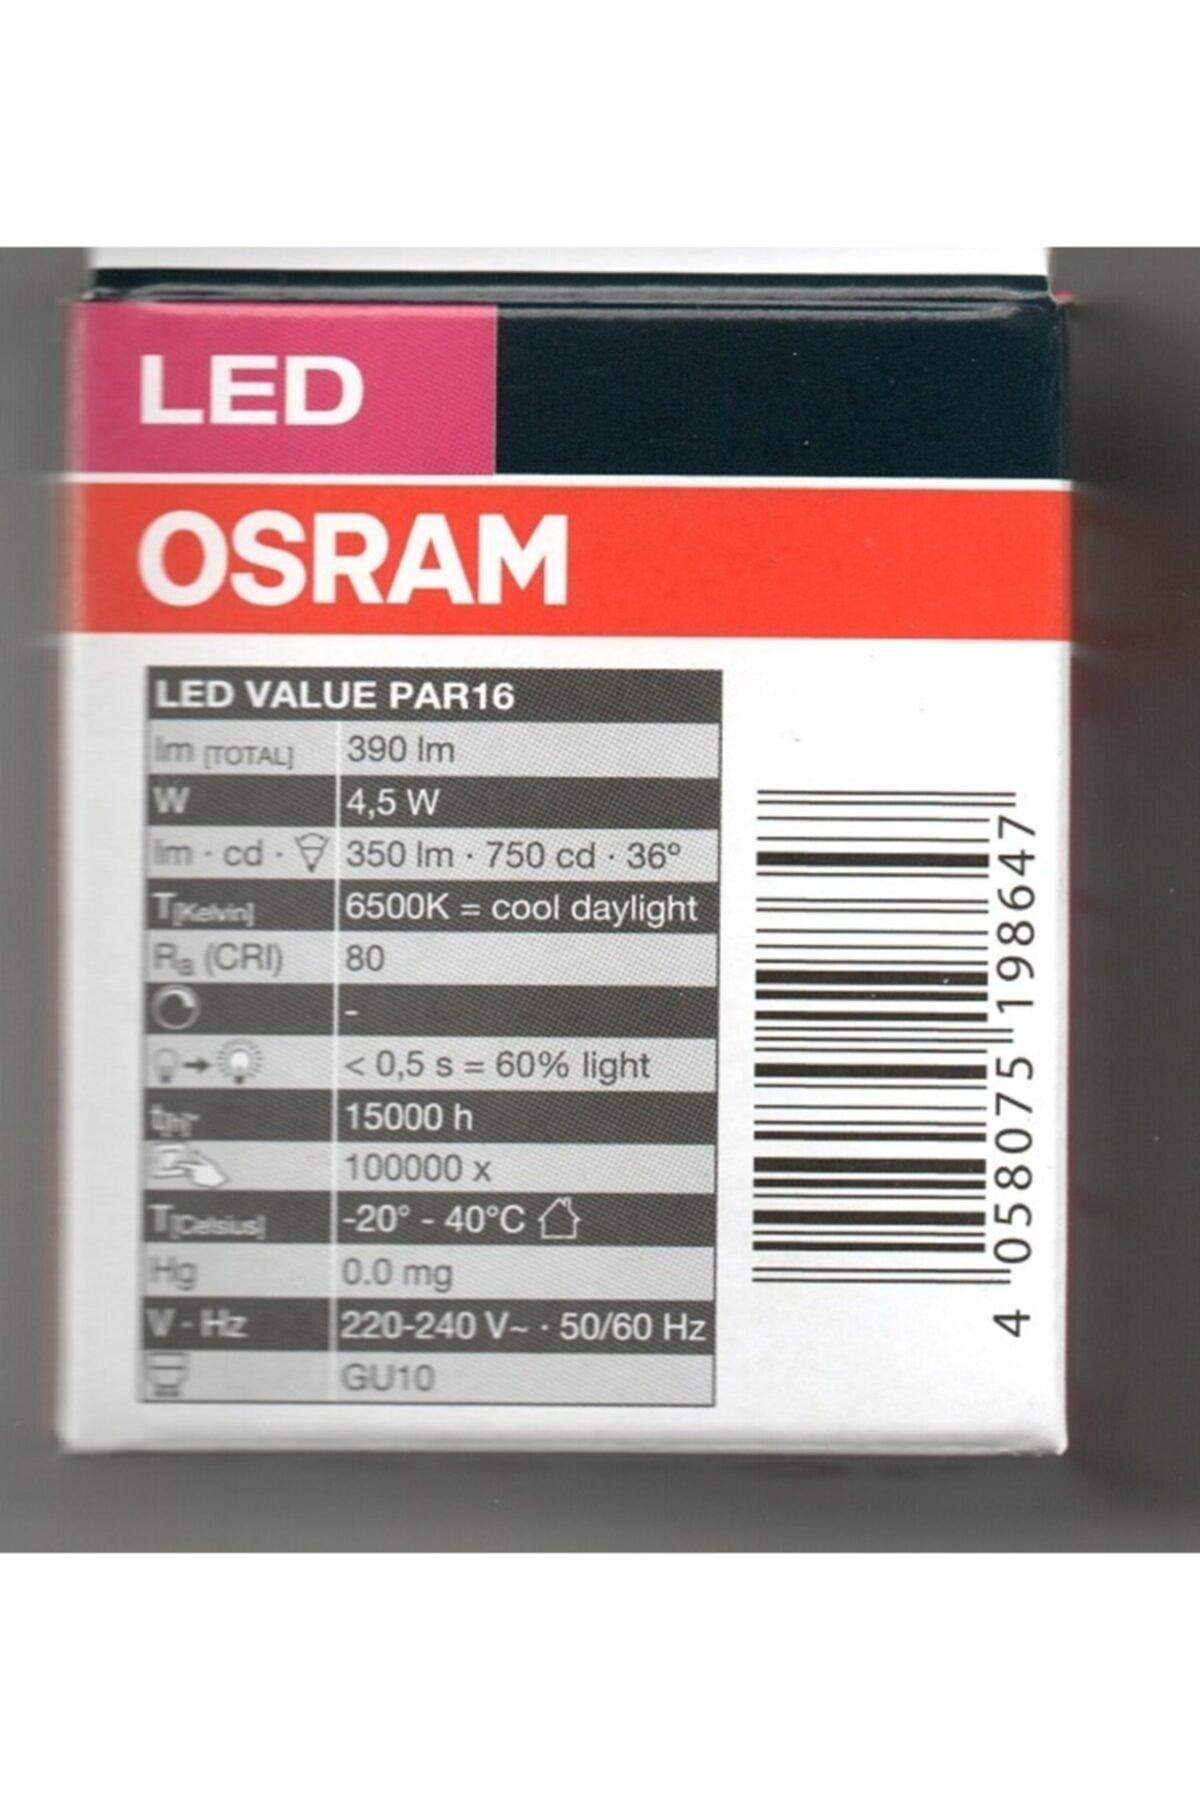 LED
OSRAM
LED VALUE PAR16
lm [TOTAL] 390 lm
W 4,5 W
lm · cd · 350 lm · 750 cd · 36°
T[Kelvin] 6500K = cool daylight
Ra (CRI) 80
-
< 0,5 s = 60% light
t[h] 15000 h
100000 x
T[Celsius] -20° - 40°C
Hg 0.0 mg
V - Hz 220-240 V~ · 50/60 Hz
GU10
4 058075 198647